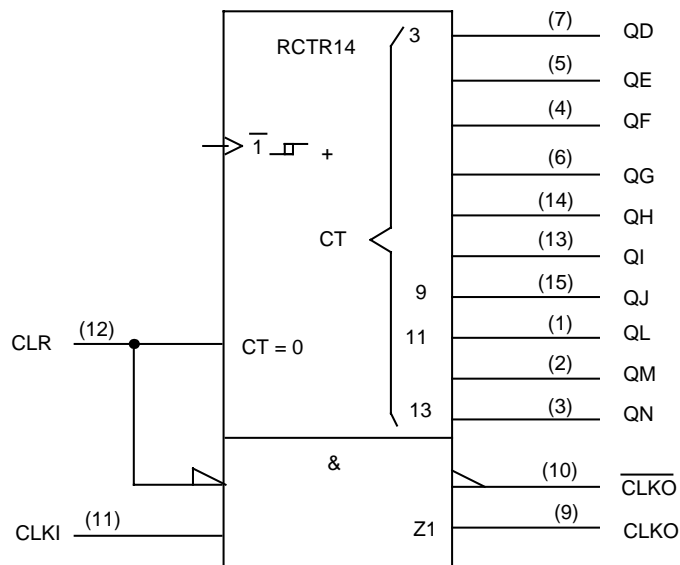 RCTR14
3 (7) QD
(5) QE
(4) QF
1 +
(6) QG
(14) QH
CT
(13) QI
9 (15) QJ
CLR (12) CT = 0
11 (1) QL
(2) QM
13 (3) QN
&
(10) CLKO
CLKI (11)
Z1 (9) CLKO